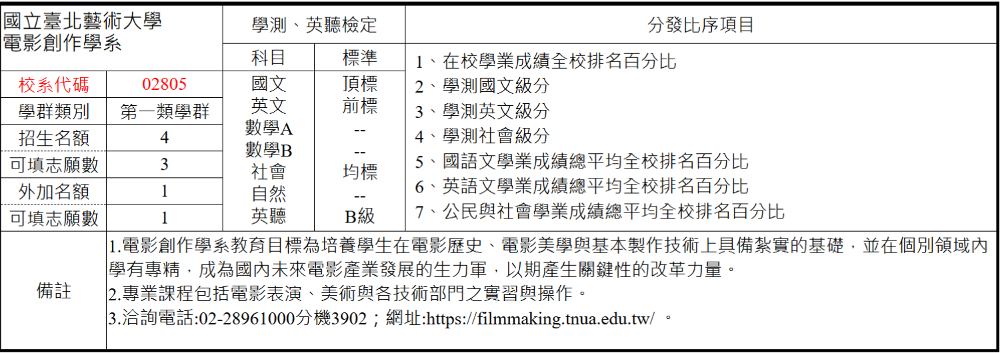 國立臺北藝術大學
電影創作學系
學測、英聽檢定
分發比序項目
科目 標準
校系代碼 02805
學群類別 第一類學群
招生名額 4
可填志願數 3
外加名額 1
可填志願數 1
國文 頂標
英文 前標
數學A --
數學B --
社會 均標
自然 --
英聽 B級
1、在校學業成績全校排名百分比
2、學測國文級分
3、學測英文級分
4、學測社會級分
5、國語文學業成績總平均全校排名百分比
6、英語文學業成績總平均全校排名百分比
7、公民與社會學業成績總平均全校排名百分比
備註
1.電影創作學系教育目標為培養學生在電影歷史、電影美學與基本製作技術上具備紮實的基礎，並在個別領域內
學有專精，成為國內未來電影產業發展的生力軍，以期產生關鍵性的改革力量。
2.專業課程包括電影表演、美術與各技術部門之實習與操作。
3.洽詢電話:02-28961000分機3902；網址:https://filmmaking.tnua.edu.tw/ 。